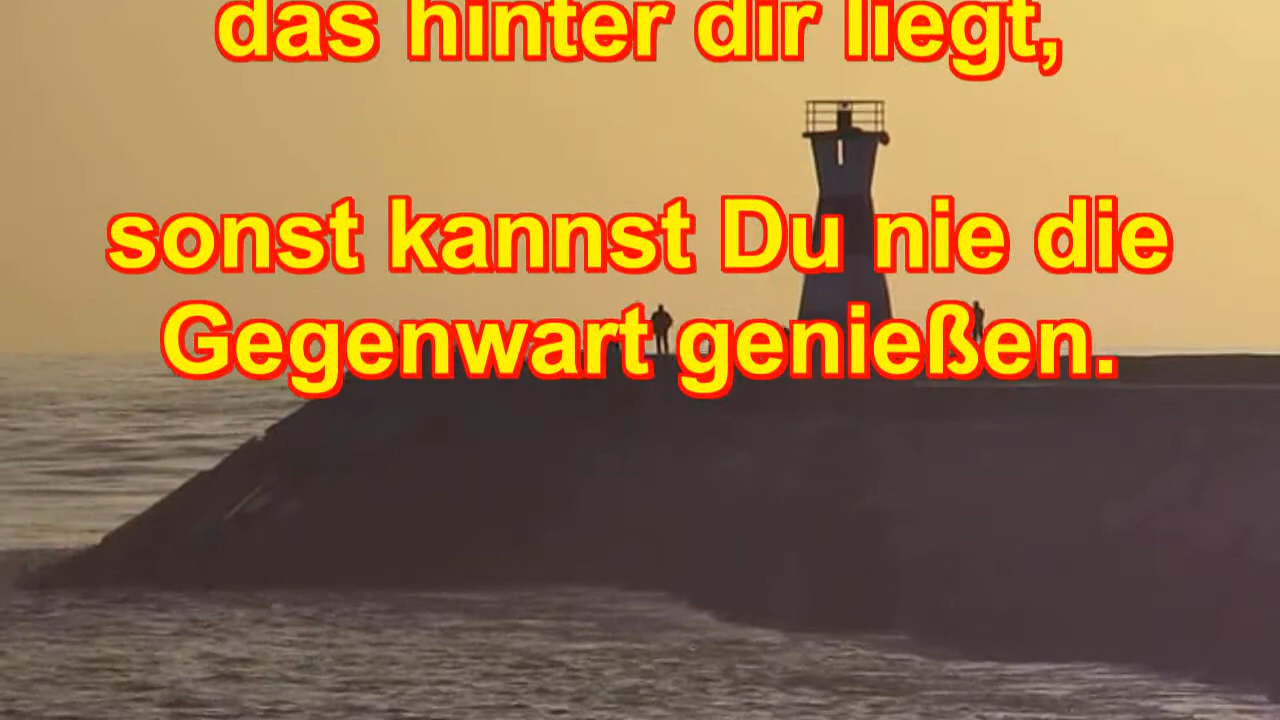 das hinter dir liegt,
sonst kannst Du nie die
Gegenwart genießen.